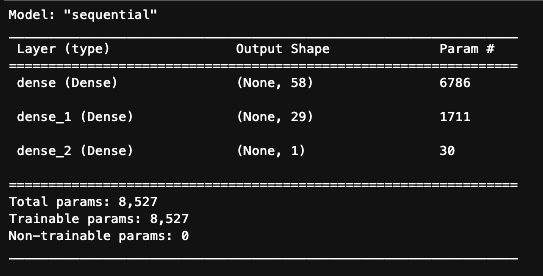 Model: "sequential"
Layer (type) Output Shape Param #
dense (Dense) (None, 58) 6786
dense_1 (Dense) (None, 29) 1711
dense_2 (Dense) (None, 1) 30
Total params: 8,527
Trainable params: 8,527
Non-trainable params: 0